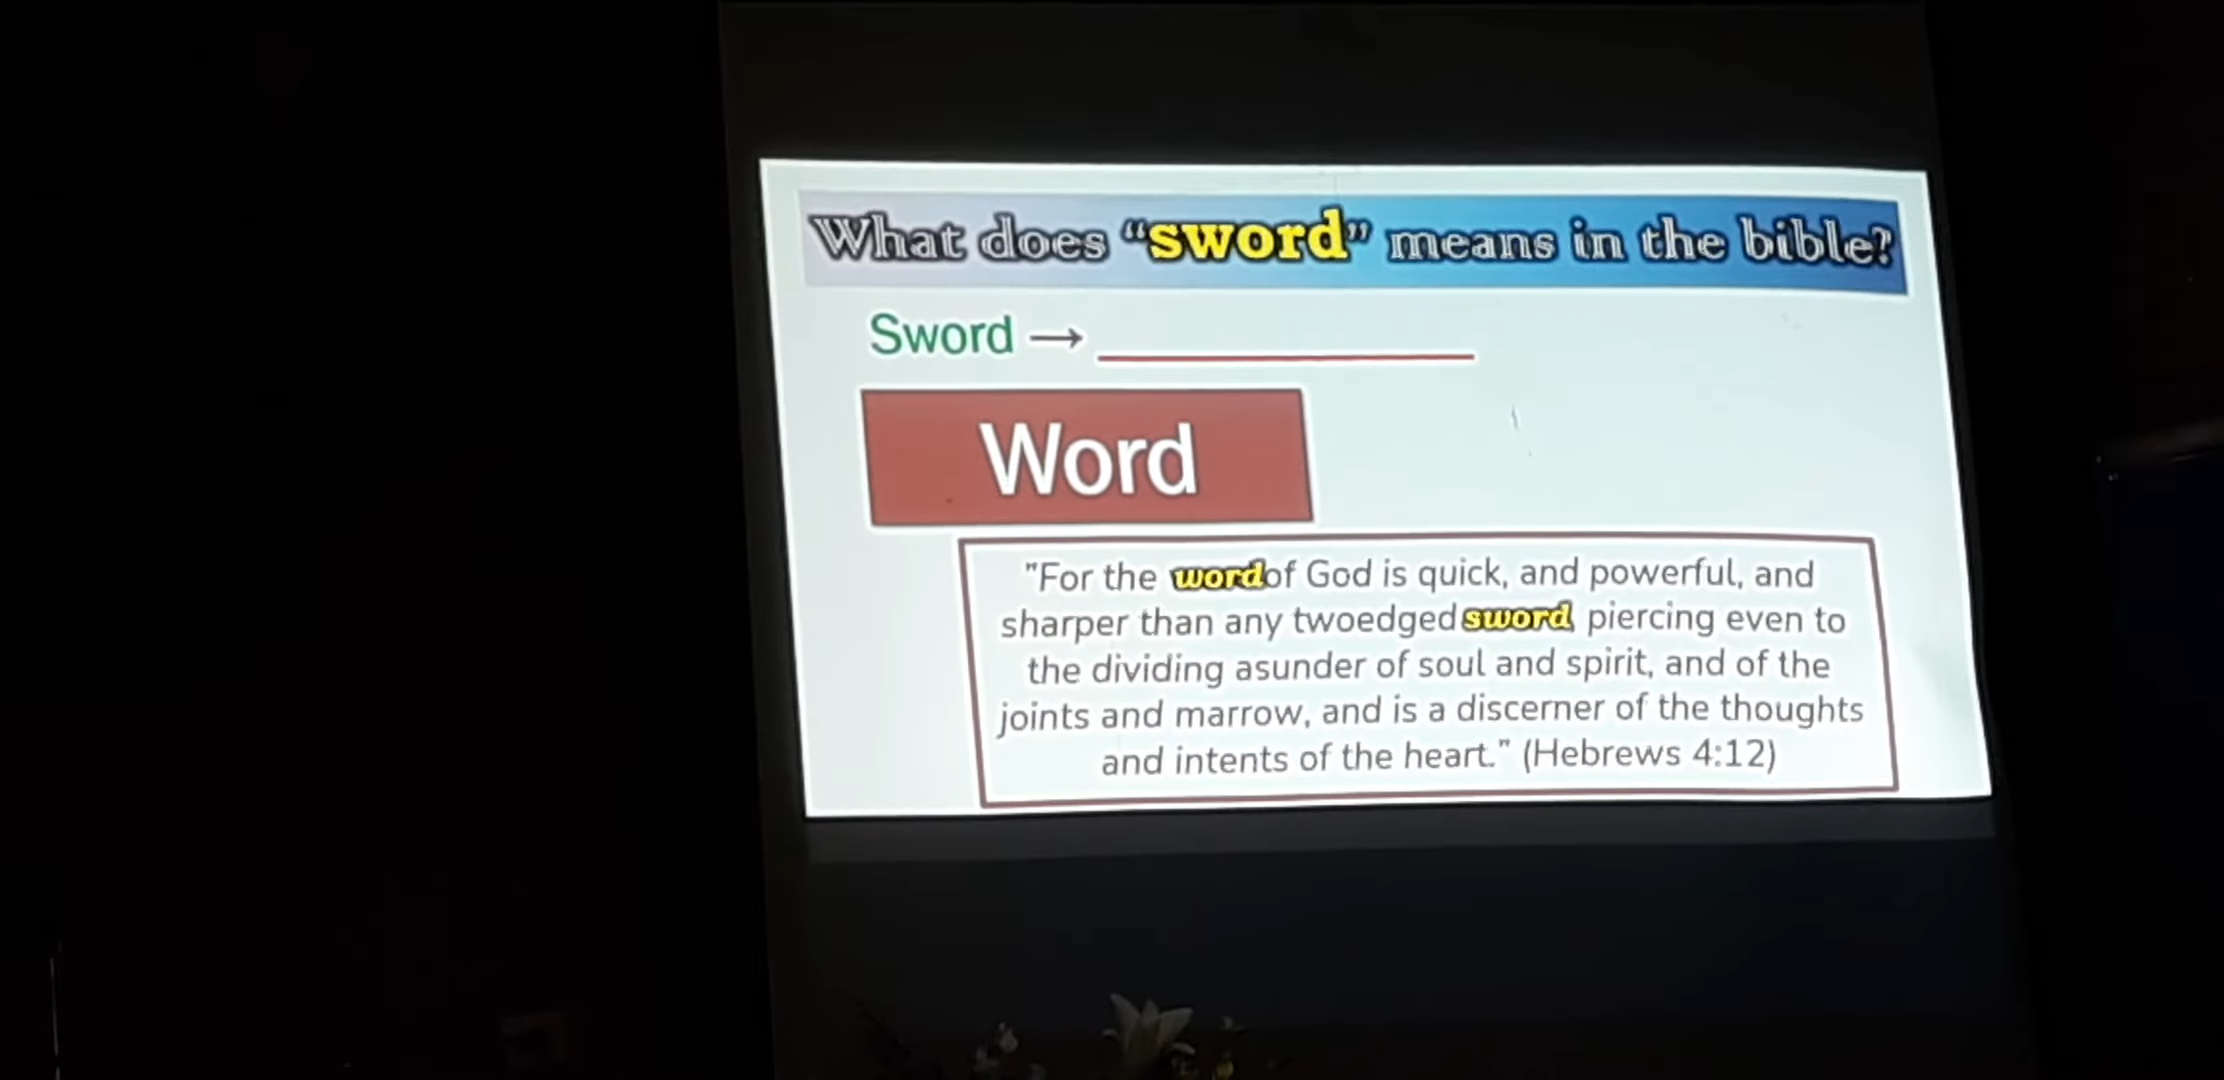 What does “sword” means in the bible?
Sword → __________
Word
"For the word of God is quick, and powerful, and
sharper than any twoedged sword, piercing even to
the dividing asunder of soul and spirit, and of the
joints and marrow, and is a discerner of the thoughts
and intents of the heart." (Hebrews 4:12)